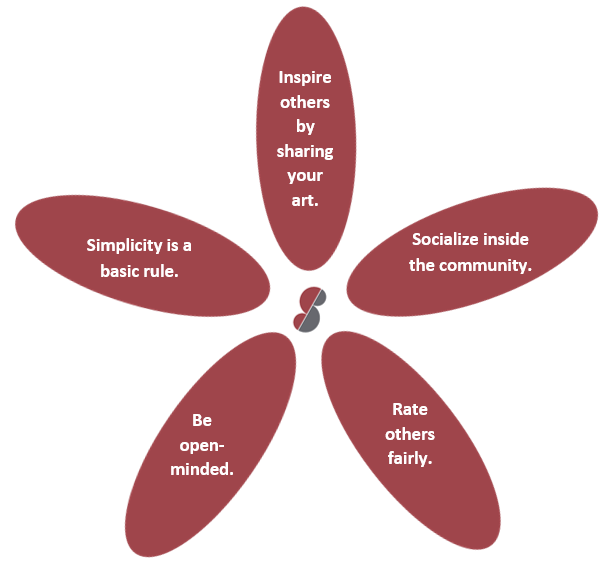 Inspire
others
by
sharing
your
art.
Socialize inside
the community.
Rate
others
fairly.
Be
open-
minded.
Simplicity is a
basic rule.